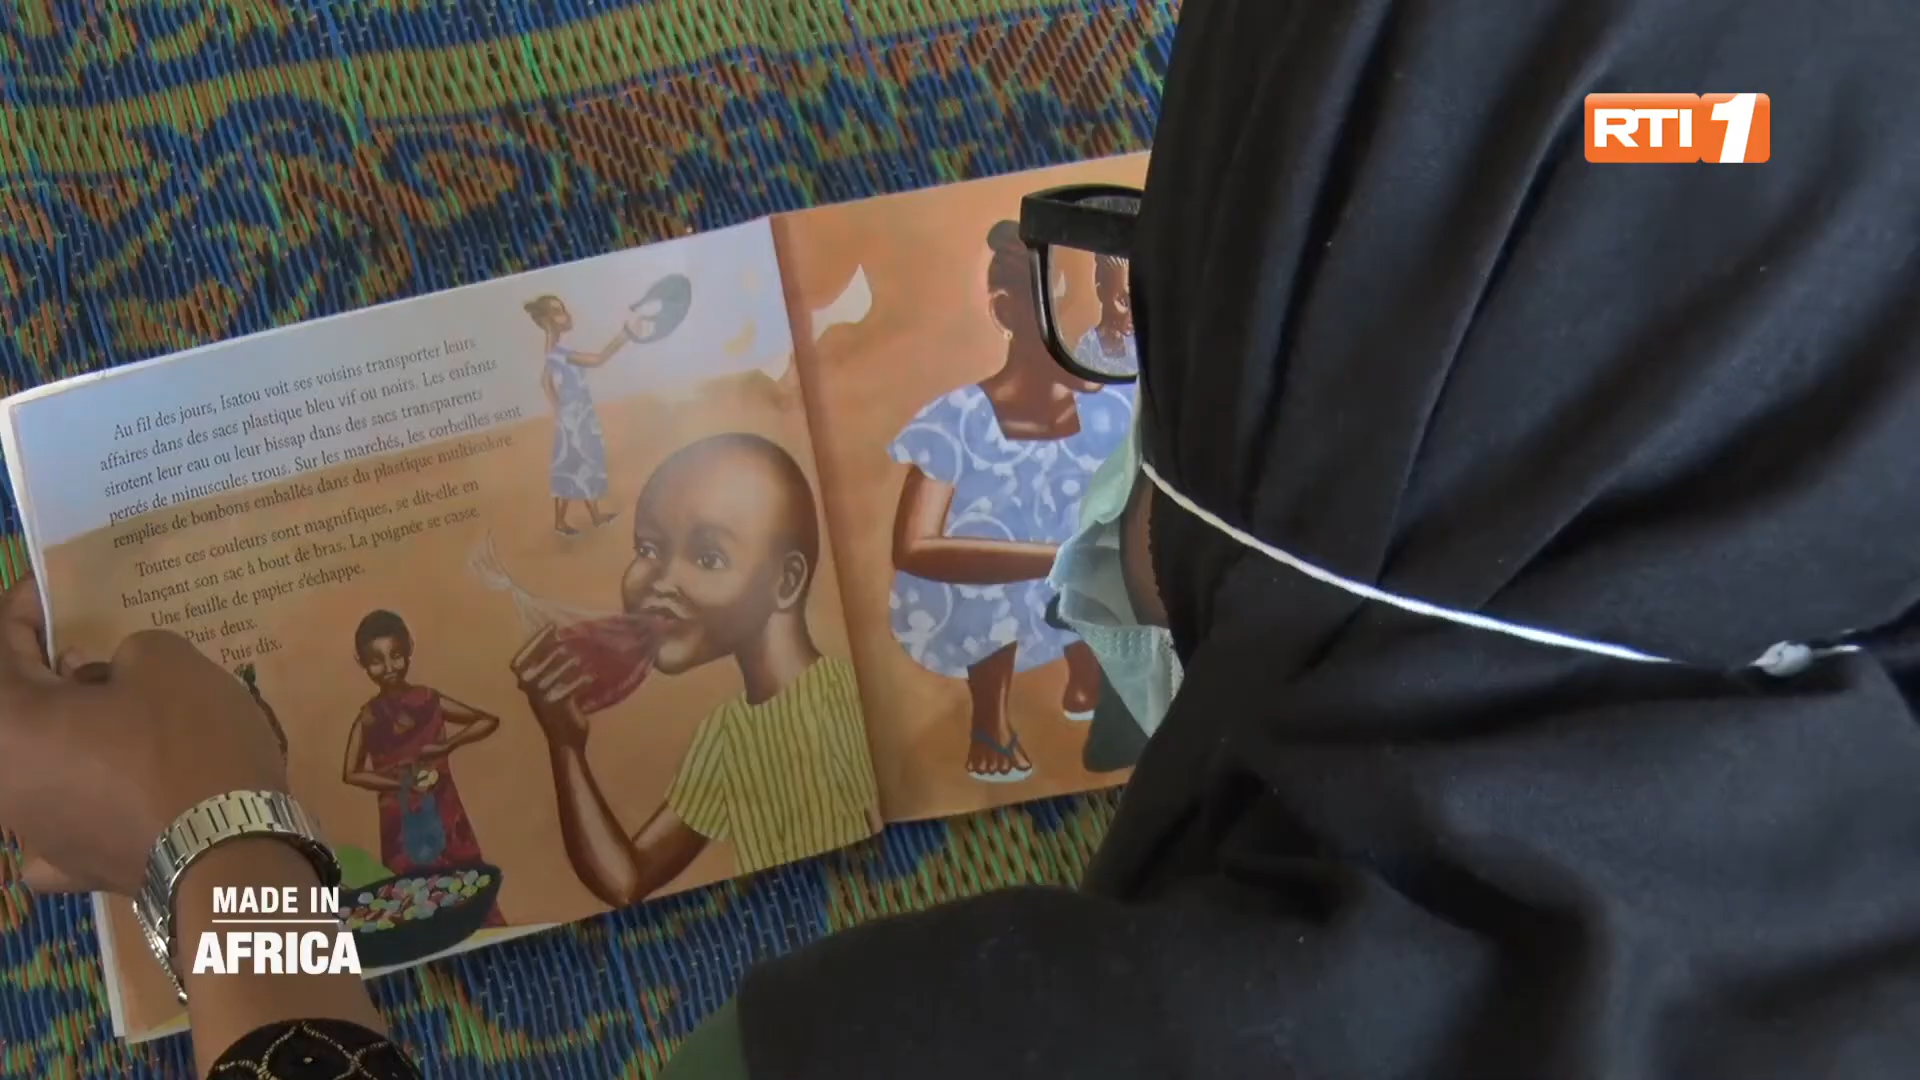 RTI 1
Au fil des jours, Isatou voit ses voisins transporter leurs
affaires dans des sacs plastique bleu vif ou noirs. Les enfants
sirotent leur eau ou leur bissap dans des sacs transparents
percés de minuscules trous. Sur les marchés, les corbeilles sont
remplies de bonbons emballés dans du plastique multicolore.
Toutes ces couleurs sont magnifiques, se dit-elle en
balançant son sac à bout de bras. La poignée se casse.
Une feuille de papier s'échappe.
Puis deux.
Puis dix.
MADE IN
AFRICA